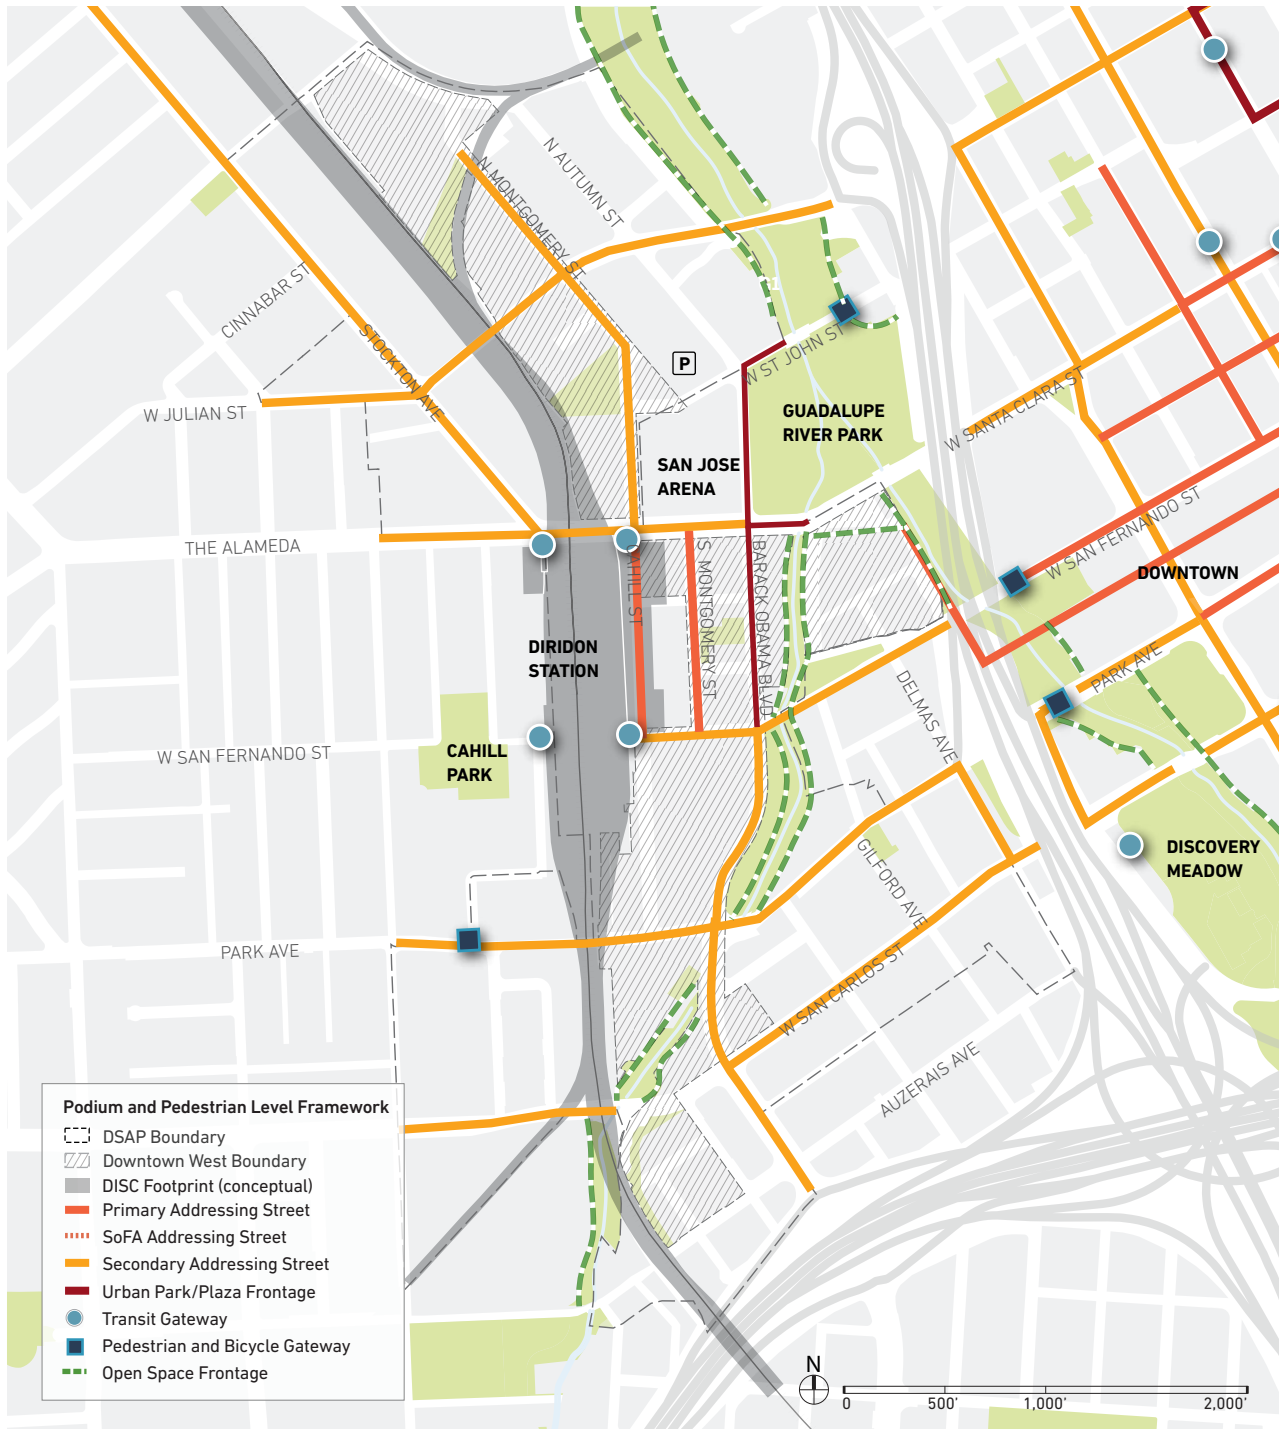 N AUTUMN ST
N MONTGOMERY ST
CINNABAR ST
STOCKTON AVE
W ST JOHN ST
P
W JULIAN ST
GUADALUPE
RIVER PARK
W SANTA CLARA ST
SAN JOSE
ARENA
THE ALAMEDA
W SAN FERNANDO ST
DOWNTOWN
S MONTGOMERY ST
BARACK OBAMA BLVD
DIRIDON
STATION
PARK AVE
DELMAS AVE
W SAN FERNANDO ST
CAHILL
PARK
GILFORD AVE
DISCOVERY
MEADOW
PARK AVE
W SAN CARLOS ST
AUZERAIS AVE
Podium and Pedestrian Level Framework
DSAP Boundary
Downtown West Boundary
DISC Footprint (conceptual)
Primary Addressing Street
SoFA Addressing Street
Secondary Addressing Street
Urban Park/Plaza Frontage
Transit Gateway
Pedestrian and Bicycle Gateway
Open Space Frontage
N
0 500' 1,000' 2,000'